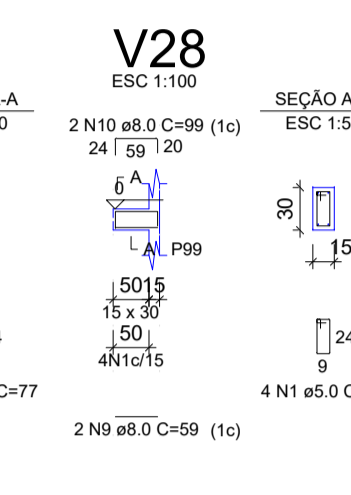 V28
ESC 1:100
-A
0
SEÇÃO A
ESC 1:5
2 N10 ø8.0 C=99 (1c)
24 59 20
A
0
30
A P99
15
50 15
15 x 30
50
24
4N1c/15
9
C=77
4 N1 ø5.0 C
2 N9 ø8.0 C=59 (1c)